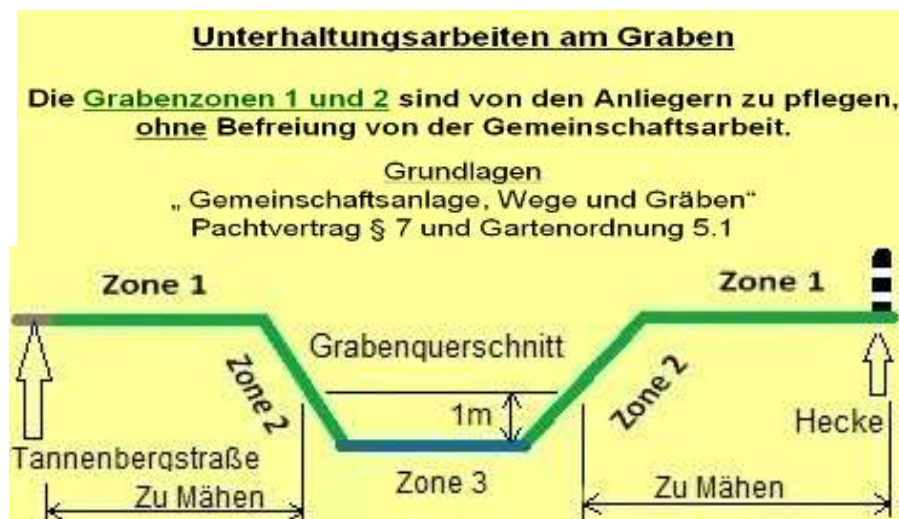 Unterhaltungsarbeiten am Graben
Die Grabenzonen 1 und 2 sind von den Anliegern zu pflegen,
ohne Befreiung von der Gemeinschaftsarbeit.
Grundlagen
„ Gemeinschaftsanlage, Wege und Gräben“
Pachtvertrag § 7 und Gartenordnung 5.1
Zone 1
Zone 1
Grabenquerschnitt
Zone 2
Zone 2
1m
Hecke
Tannenbergstraße
Zone 3
Zu Mähen
Zu Mähen